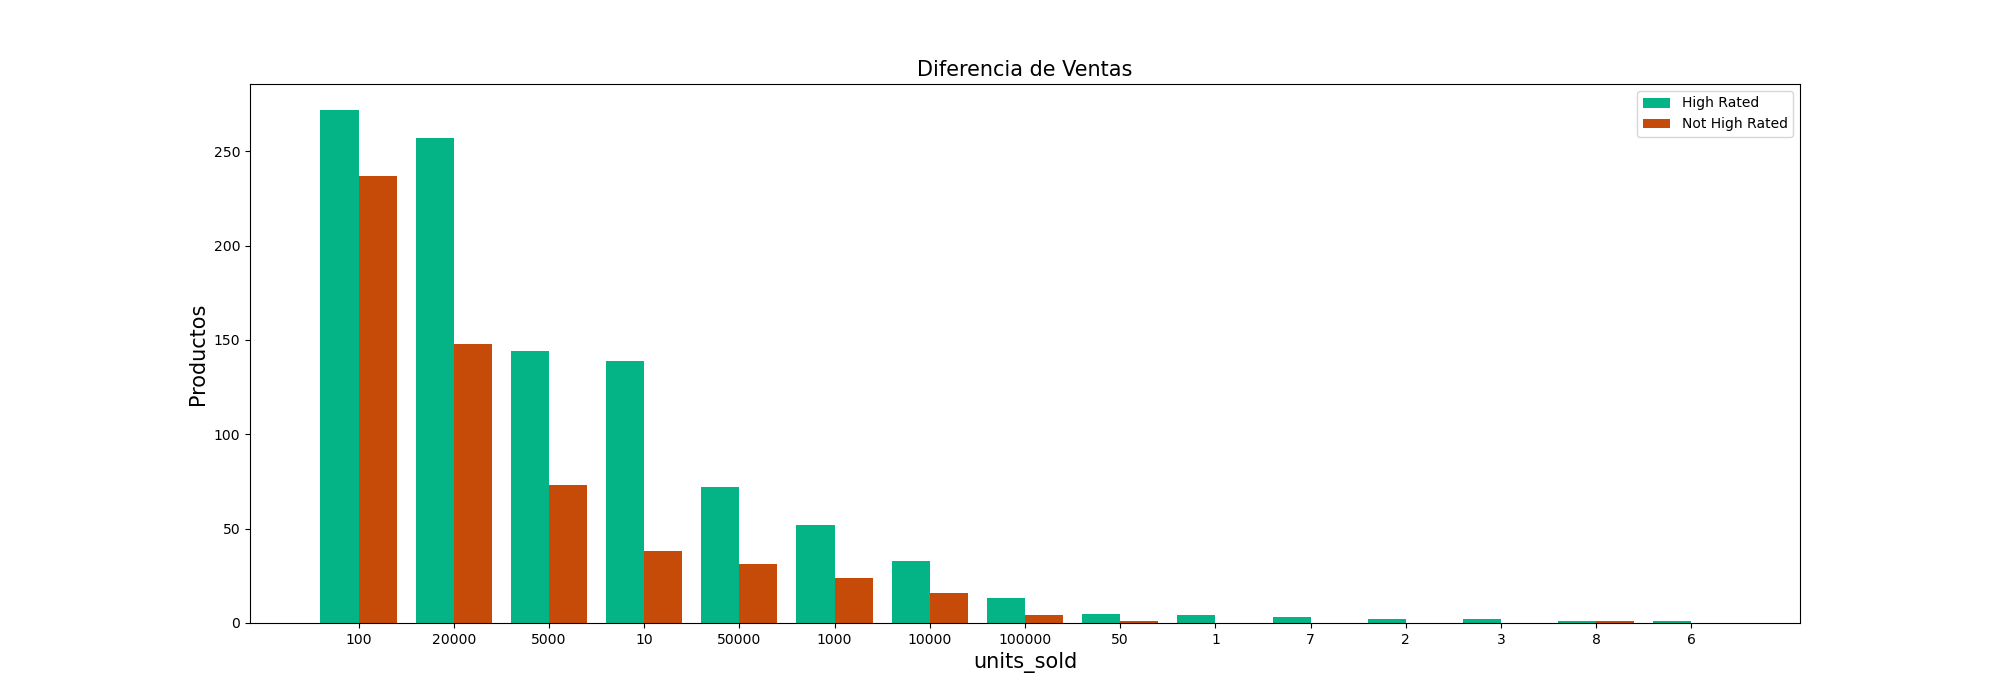 Diferencia de Ventas
High Rated
Not High Rated
Productos
250
200
150
100
50
0
100 20000 5000 10 50000 1000 10000 100000 50 1 7 2 3 8 6
units_sold